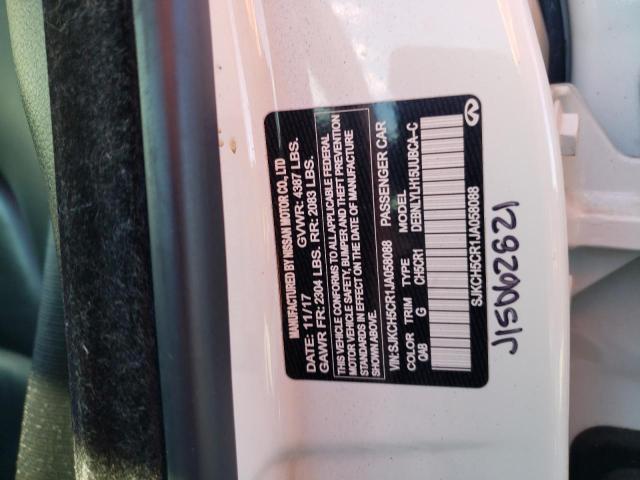 MANUFACTURED BY NISSAN MOTOR CO., LTD
DATE: 11/17 GVWR: 4387 LBS.
GAWR FR: 2304 LBS. RR: 2083 LBS.
THIS VEHICLE CONFORMS TO ALL APPLICABLE FEDERAL
MOTOR VEHICLE SAFETY, BUMPER AND THEFT PREVENTION
STANDARDS IN EFFECT ON THE DATE OF MANUFACTURE
SHOWN ABOVE.
VIN: SJKCH5CR1JA058088 PASSENGER CAR
COLOR TRIM TYPE MODEL
QAB G CH5CR1 DEBNLYLH15UJBCA-C
SJKCH5CR1JA058088
J15062621